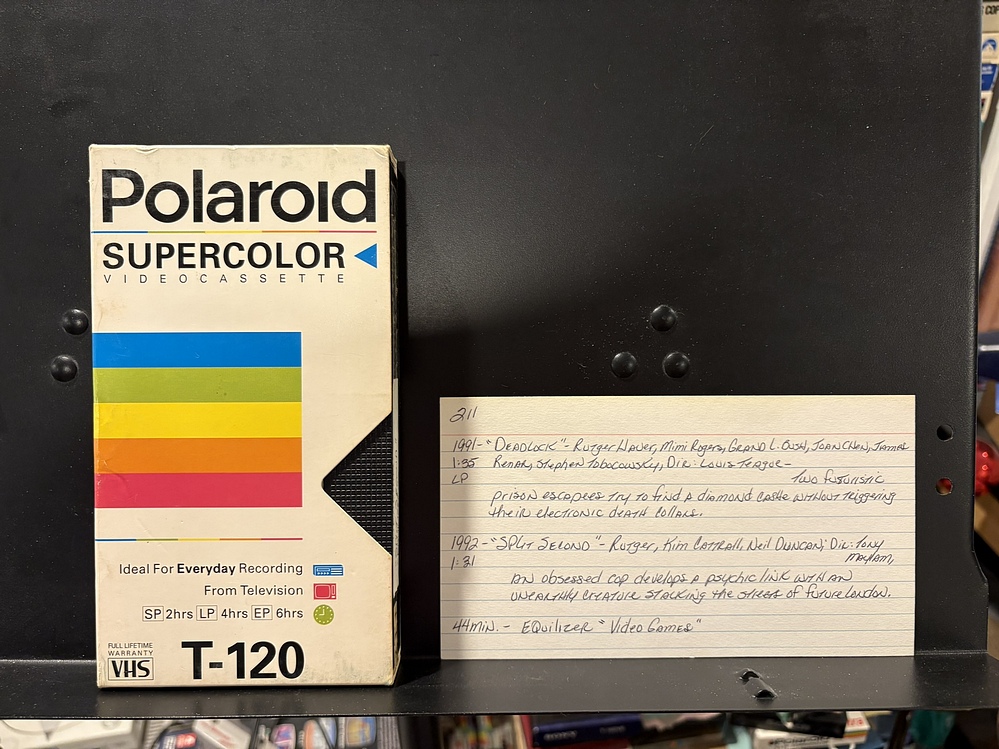 Polaroid
SUPERCOLOR
VIDEOCASSETTE
Ideal For Everyday Recording
From Television
SP 2hrs LP 4hrs EP 6hrs
FULL LIFETIME
WARRANTY
VHS
T-120
211
1991-"DEADLOCK"- Rutger Hauer, Mimi Rogers, Grand L. Bush, Joan Chen, James
1:35 Remar, Stephen Tobocowsky, Dir: Louis Teague-
LP Two futuristic
prison escapees try to find a diamond castle without triggering
their electronic death collars.
1992-"SPLIT SECOND"- Rutger, Kim Cattrall, Neil Duncan; Dir: Tony
1:31 Maylam,
An obsessed cop develops a psychic link with an
unearthly creature stalking the streets of future London.
44min. - EQuilizer "Video Games"
SONY